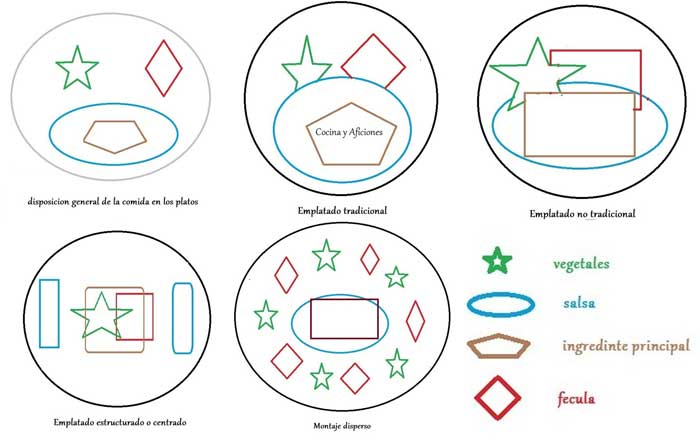 disposicion general de la comida en los platos
Cocina y Aficiones
Emplatado tradicional
Emplatado no tradicional
Emplatado estructurado o centrado
Montaje disperso
vegetales
salsa
ingredinte principal
fecula